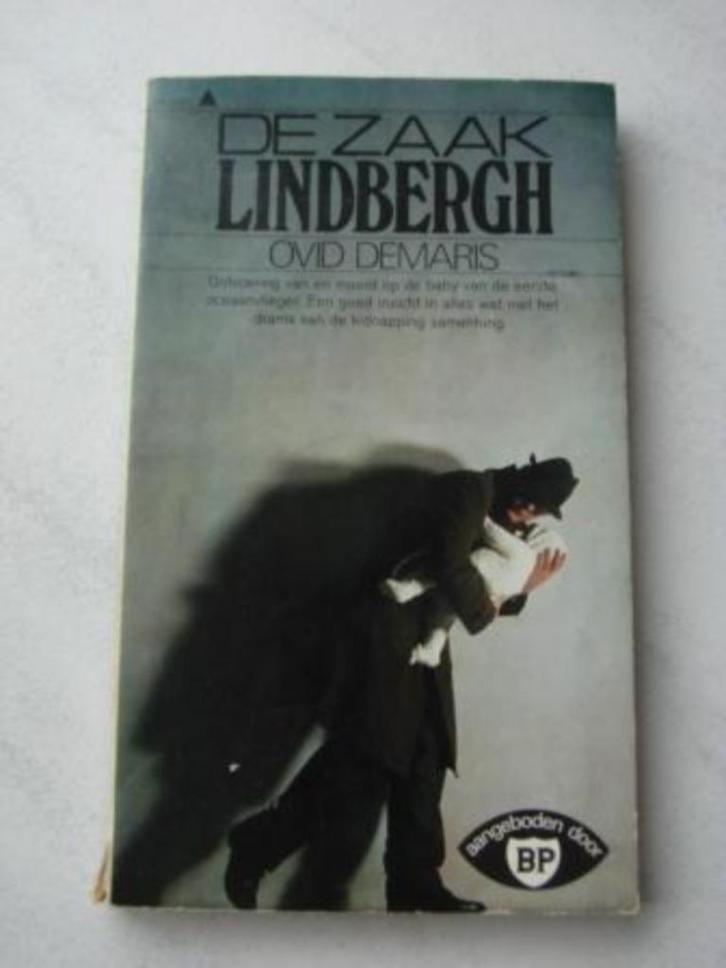 DE ZAAK
LINDBERGH
OVID DEMARIS
Ontvoering van en moord op de baby van de eerste
oceaanvlieger. Een goed inzicht in alles wat met het
drama van de kidnapping samenhing.
aangeboden door
BP